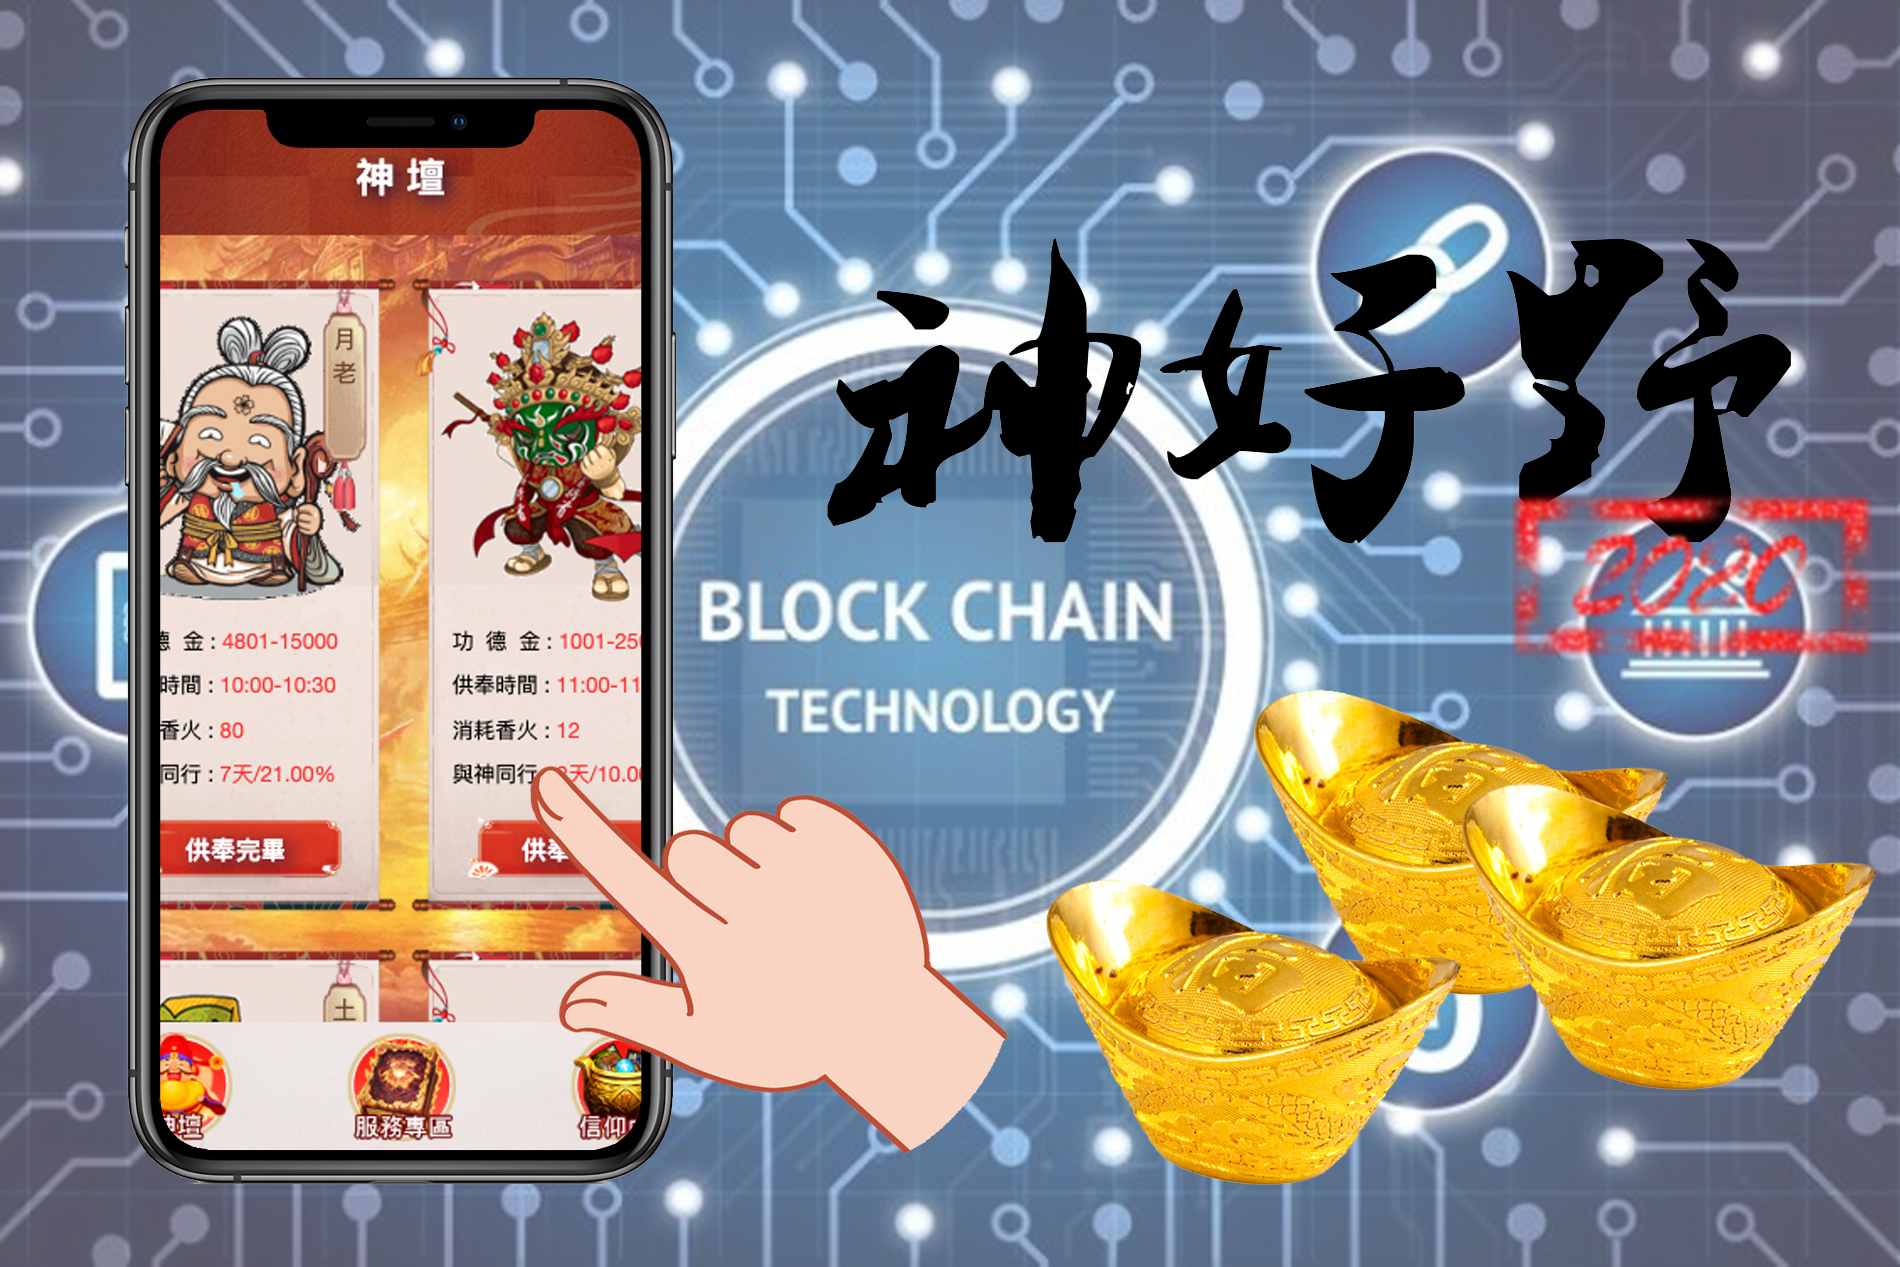 神壇
月老
德 金 : 4801-15000
時間 : 10:00-10:30
香火 : 80
同行 : 7天/21.00%
供奉完畢
功 德 金 : 1001-25
供奉時間 : 11:00-11
消耗香火 : 12
與神同行 天/10.0
供奉
土
神壇
服務專區
信仰
神好野
2020
BLOCK CHAIN
TECHNOLOGY